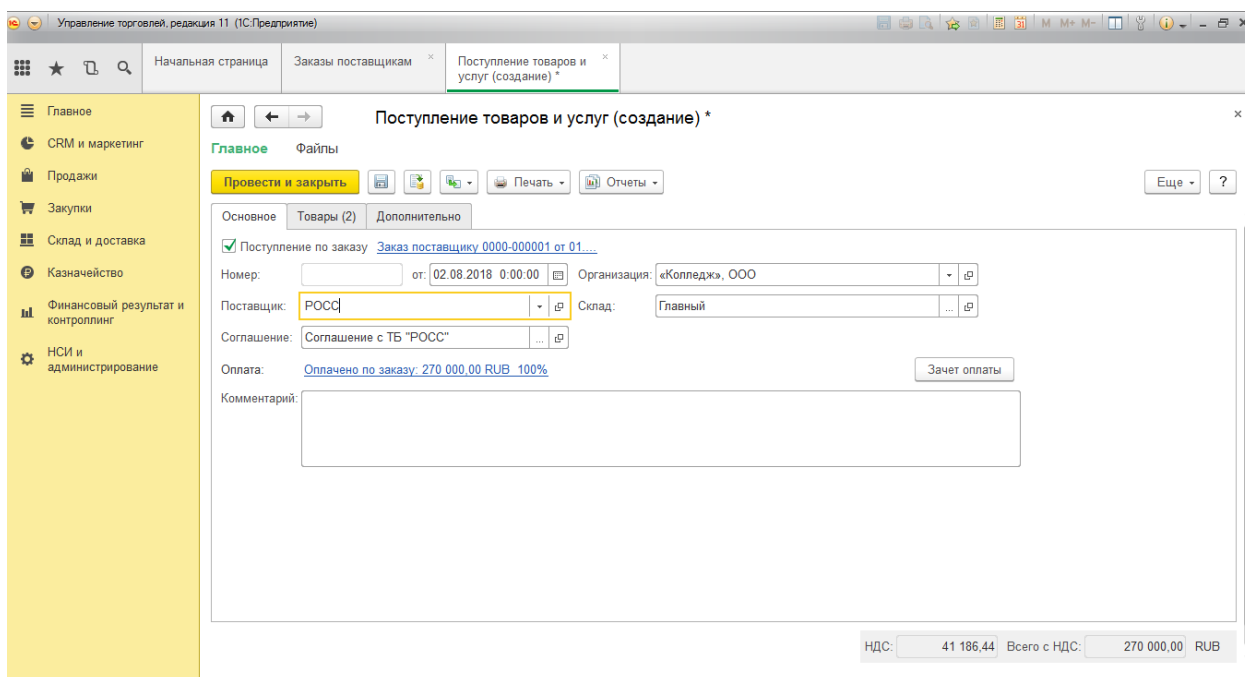 Управление торговлей, редакция 11 (1С:Предприятие)
M M+ M-
Начальная страница
Заказы поставщикам
Поступление товаров и
услуг (создание) *
Главное
CRM и маркетинг
Продажи
Закупки
Склад и доставка
Казначейство
Финансовый результат и
контроллинг
НСИ и
администрирование
Поступление товаров и услуг (создание) *
Главное Файлы
Провести и закрыть Печать Отчеты Еще ?
Основное Товары (2) Дополнительно
Поступление по заказу Заказ поставщику 0000-000001 от 01....
Номер: от: 02.08.2018 0:00:00 Организация: «Колледж», ООО
Поставщик: РОСС Склад: Главный
Соглашение: Соглашение с ТБ "РОСС"
Оплата: Оплачено по заказу: 270 000,00 RUB 100% Зачет оплаты
Комментарий:
НДС: 41 186,44 Всего с НДС: 270 000,00 RUB